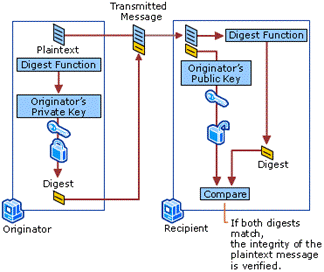 Transmitted
Message
Plaintext
Digest Function
Originator's
Private Key
Digest
Originator
Digest Function
Originator's
Public Key
Digest
Compare
Recipient
If both digests
match,
the integrity of the
plaintext message
is verified.